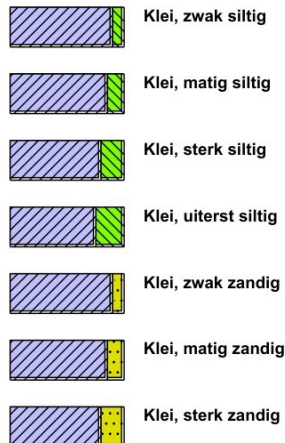 Klei, zwak siltig
Klei, matig siltig
Klei, sterk siltig
Klei, uiterst siltig
Klei, zwak zandig
Klei, matig zandig
Klei, sterk zandig